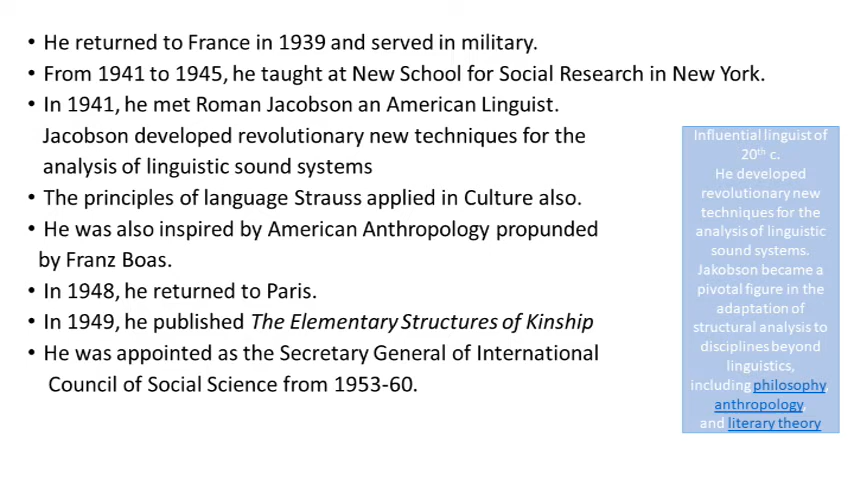 • He returned to France in 1939 and served in military.
• From 1941 to 1945, he taught at New School for Social Research in New York.
• In 1941, he met Roman Jacobson an American Linguist.
Jacobson developed revolutionary new techniques for the
analysis of linguistic sound systems
• The principles of language Strauss applied in Culture also.
• He was also inspired by American Anthropology propunded
by Franz Boas.
• In 1948, he returned to Paris.
• In 1949, he published The Elementary Structures of Kinship
• He was appointed as the Secretary General of International
Council of Social Science from 1953-60.
Influential linguist of
20th c.
He developed
revolutionary new
techniques for the
analysis of linguistic
sound systems.
Jakobson became a
pivotal figure in the
adaptation of
structural analysis to
disciplines beyond
linguistics,
including philosophy,
anthropology,
and literary theory